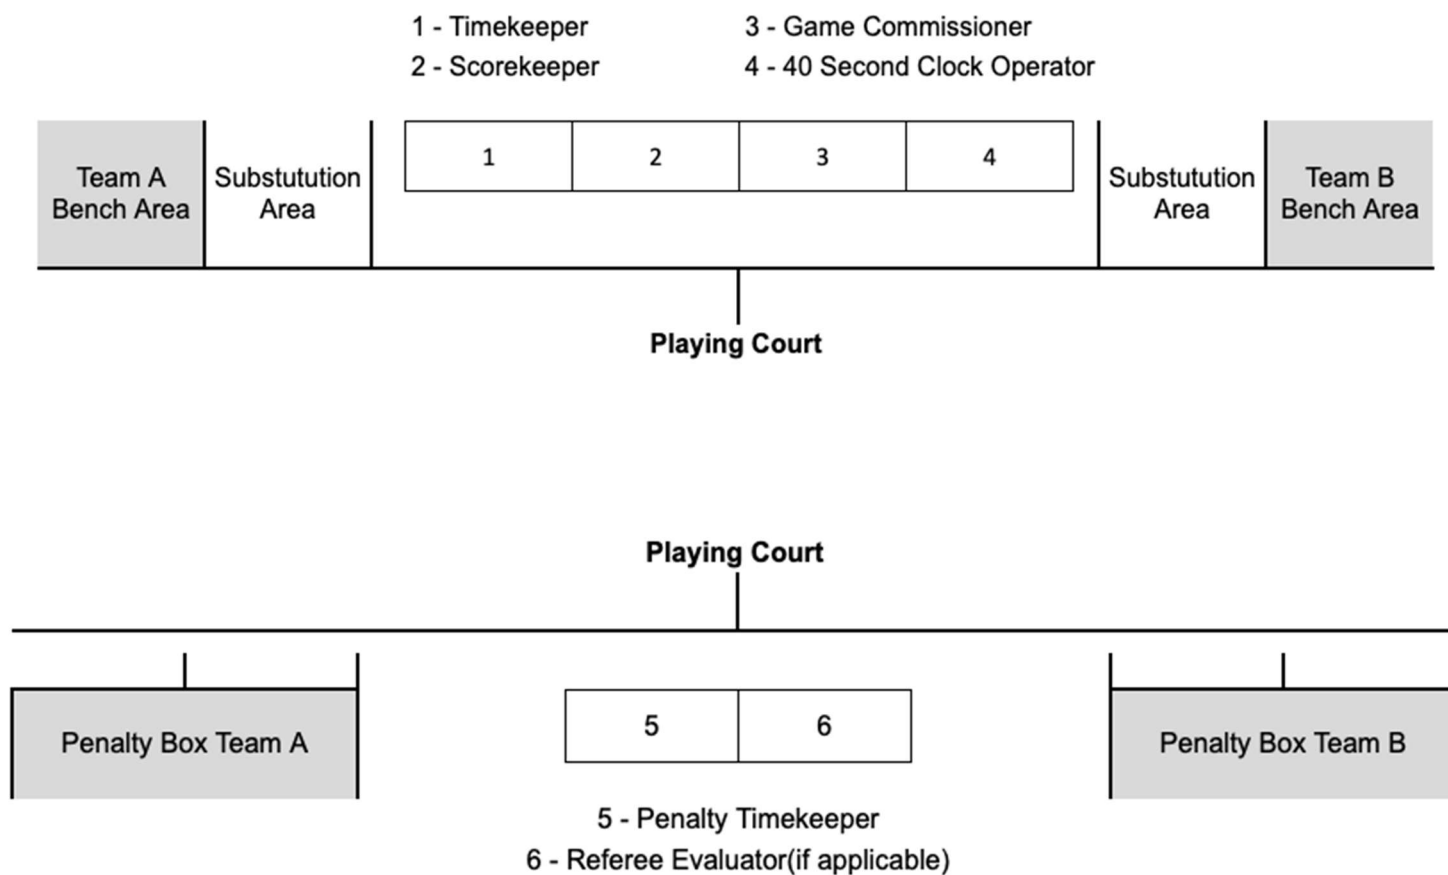 1 - Timekeeper
3 - Game Commissioner
2 - Scorekeeper
4 - 40 Second Clock Operator
Team A
Bench Area
Substutution
Area
1
2
3
4
Substutution
Area
Team B
Bench Area
Playing Court
Playing Court
Penalty Box Team A
5
6
Penalty Box Team B
5 - Penalty Timekeeper
6 - Referee Evaluator(if applicable)